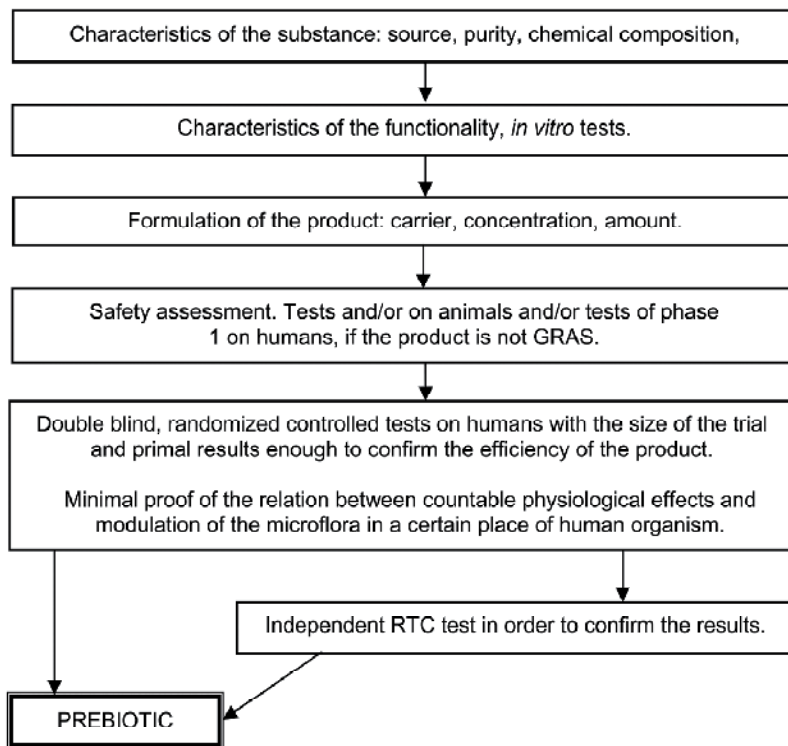 Characteristics of the substance: source, purity, chemical composition,
Characteristics of the functionality, in vitro tests.
Formulation of the product: carrier, concentration, amount.
Safety assessment. Tests and/or on animals and/or tests of phase
1 on humans, if the product is not GRAS.
Double blind, randomized controlled tests on humans with the size of the trial
and primal results enough to confirm the efficiency of the product.
Minimal proof of the relation between countable physiological effects and
modulation of the microflora in a certain place of human organism.
Independent RTC test in order to confirm the results.
PREBIOTIC